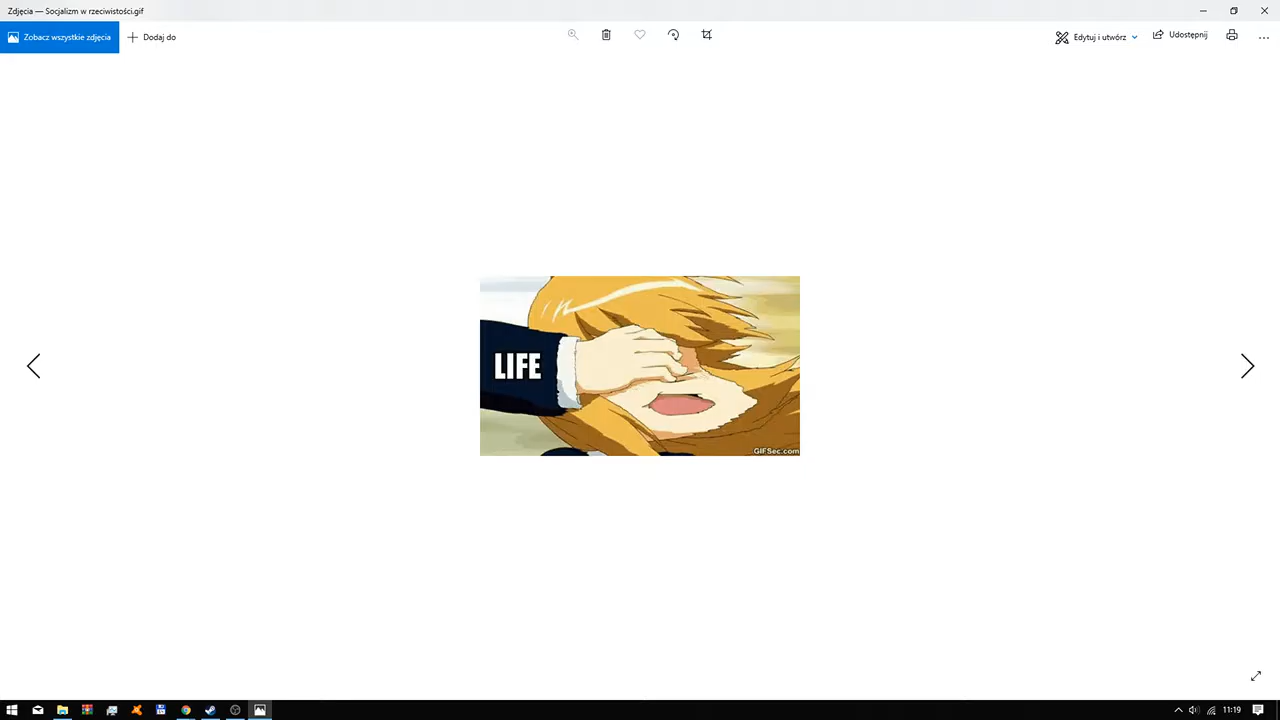 Zdjęcia — Socjalizm w rzeciwistości.gif
Zobacz wszystkie zdjęcia
Dodaj do
Edytuj i utwórz
Udostępnij
LIFE
GIFSec.com
11:19